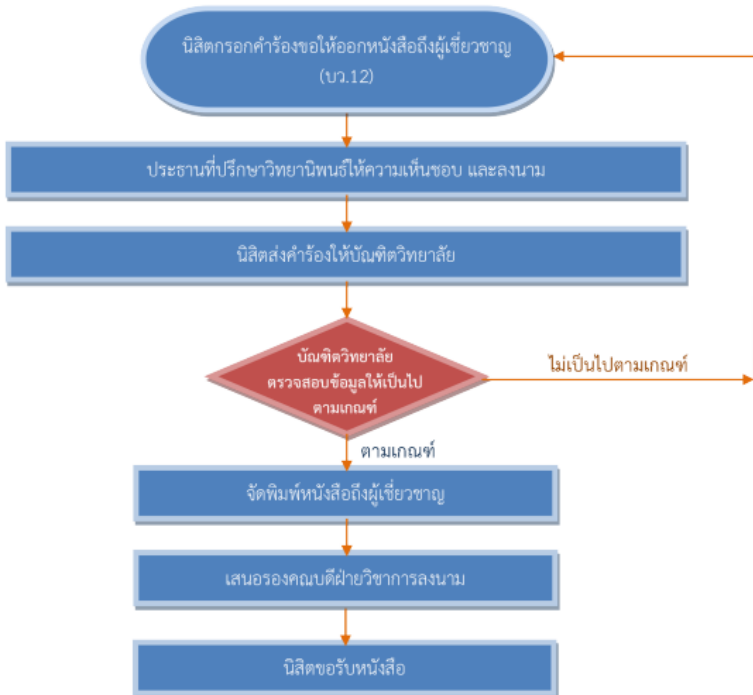 นิสิตกรอกคำร้องขอให้ออกหนังสือถึงผู้เชี่ยวชาญ
(บว.12)
ประธานที่ปรึกษาวิทยานิพนธ์ให้ความเห็นชอบ และลงนาม
นิสิตส่งคำร้องให้บัณฑิตวิทยาลัย
บัณฑิตวิทยาลัย
ตรวจสอบข้อมูลให้เป็นไป
ตามเกณฑ์
ไม่เป็นไปตามเกณฑ์
ตามเกณฑ์
จัดพิมพ์หนังสือถึงผู้เชี่ยวชาญ
เสนอรองคณบดีฝ่ายวิชาการลงนาม
นิสิตขอรับหนังสือ